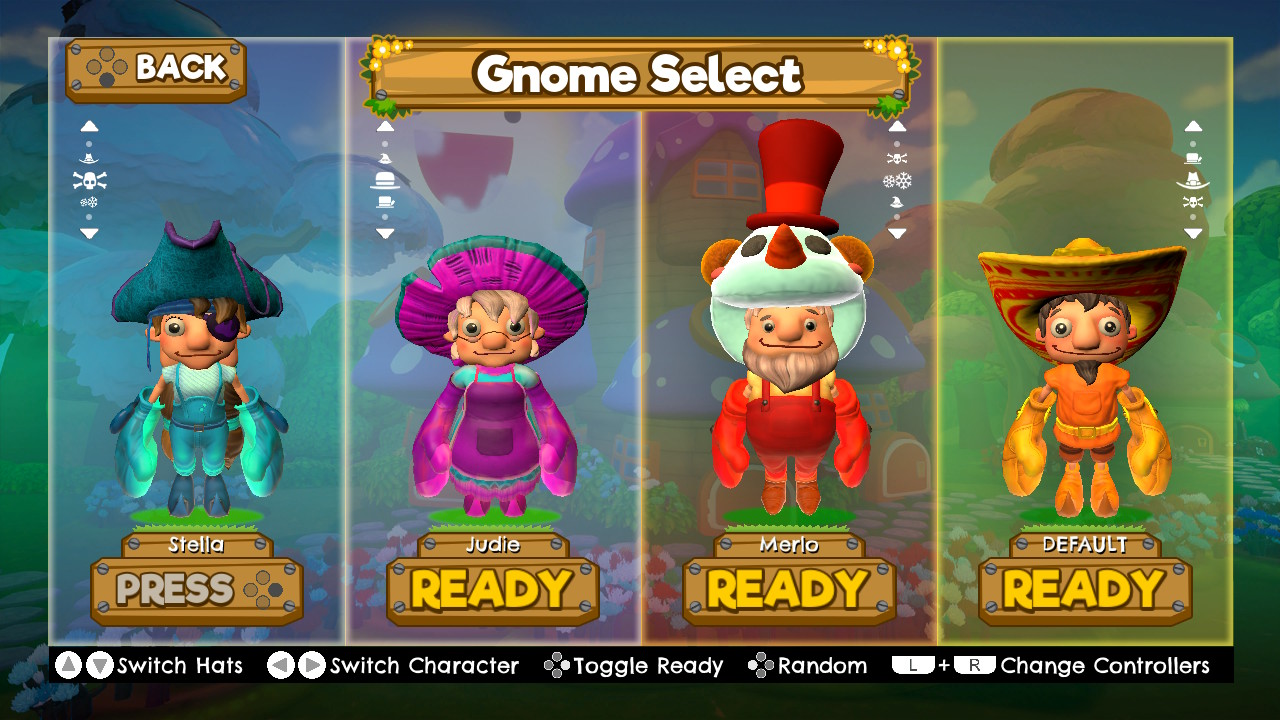 BACK
Gnome Select
Stella
Judie
Merlo
DEFAULT
PRESS
READY
READY
READY
Switch Hats
Switch Character
Toggle Ready
Random
L + R Change Controllers